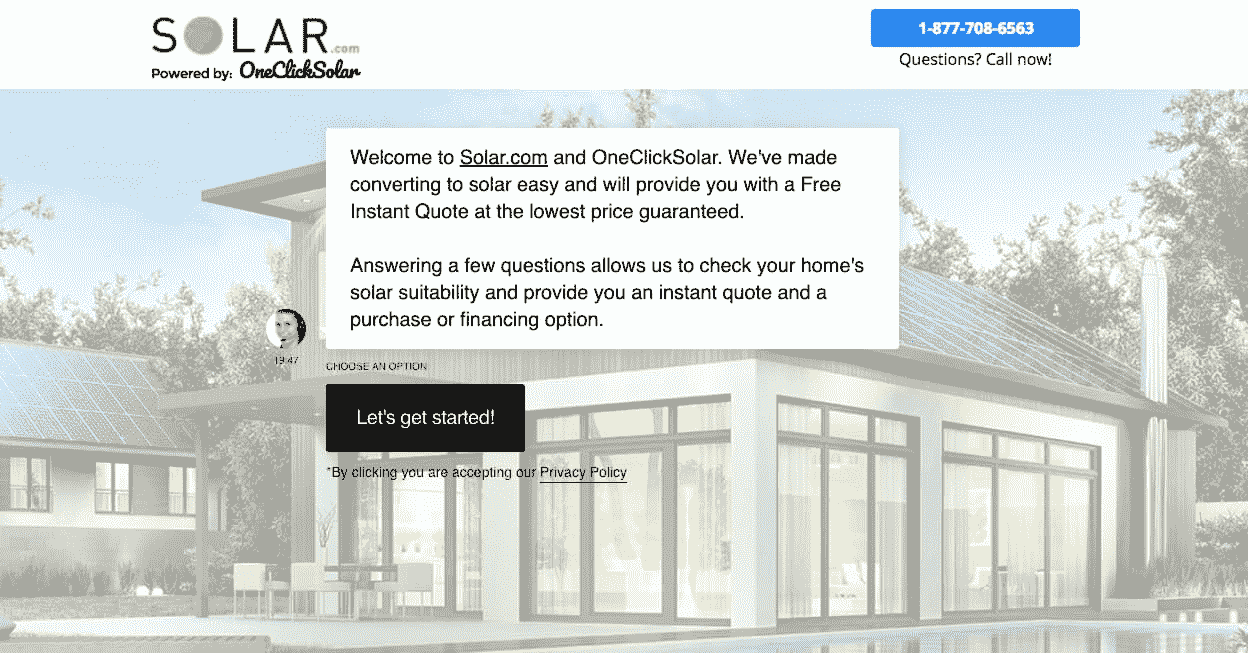 SOLAR.com
Powered by: OneClickSolar
1-877-708-6563
Questions? Call now!
Welcome to Solar.com and OneClickSolar. We've made
converting to solar easy and will provide you with a Free
Instant Quote at the lowest price guaranteed.
Answering a few questions allows us to check your home's
solar suitability and provide you an instant quote and a
purchase or financing option.
19:47
CHOOSE AN OPTION
Let's get started!
*By clicking you are accepting our Privacy Policy